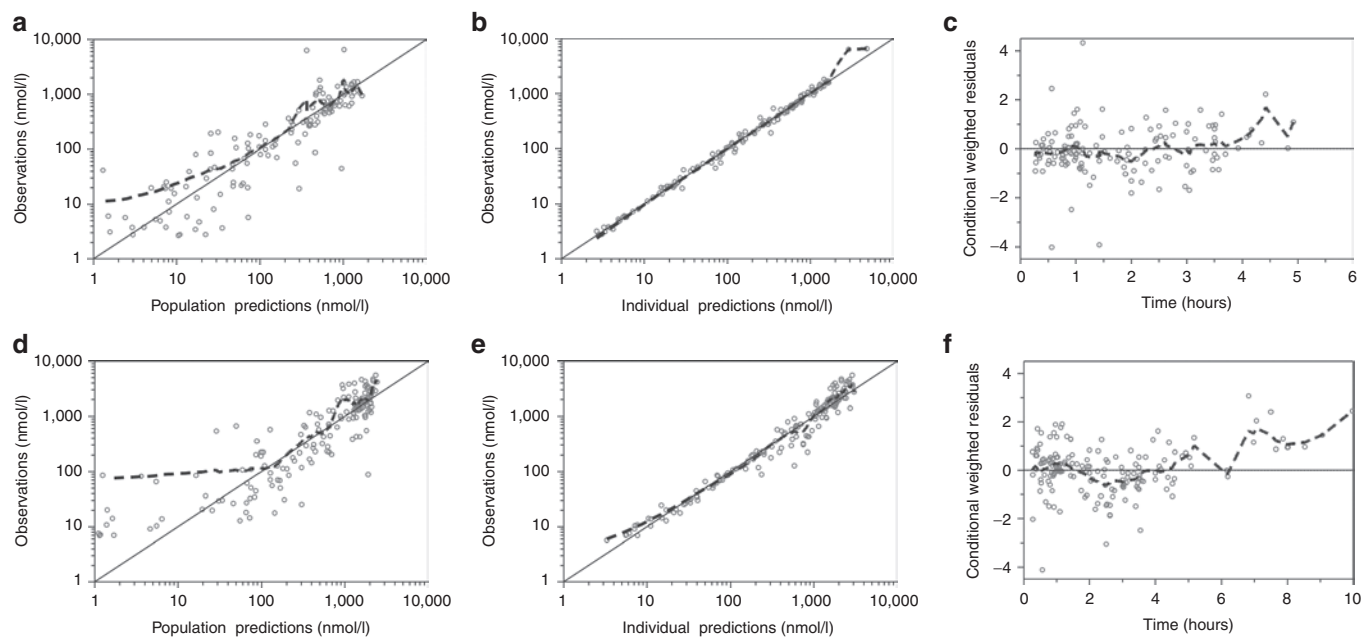 a
10,000
1,000
100
10
1
Observations (nmol/l)
1 10 100 1,000 10,000
Population predictions (nmol/l)
b
10,000
1,000
100
10
1
Observations (nmol/l)
1 10 100 1,000 10,000
Individual predictions (nmol/l)
c
4
2
0
−2
−4
Conditional weighted residuals
0 1 2 3 4 5 6
Time (hours)
d
10,000
1,000
100
10
1
Observations (nmol/l)
1 10 100 1,000 10,000
Population predictions (nmol/l)
e
10,000
1,000
100
10
1
Observations (nmol/l)
1 10 100 1,000 10,000
Individual predictions (nmol/l)
f
4
2
0
−2
−4
Conditional weighted residuals
0 2 4 6 8 10
Time (hours)